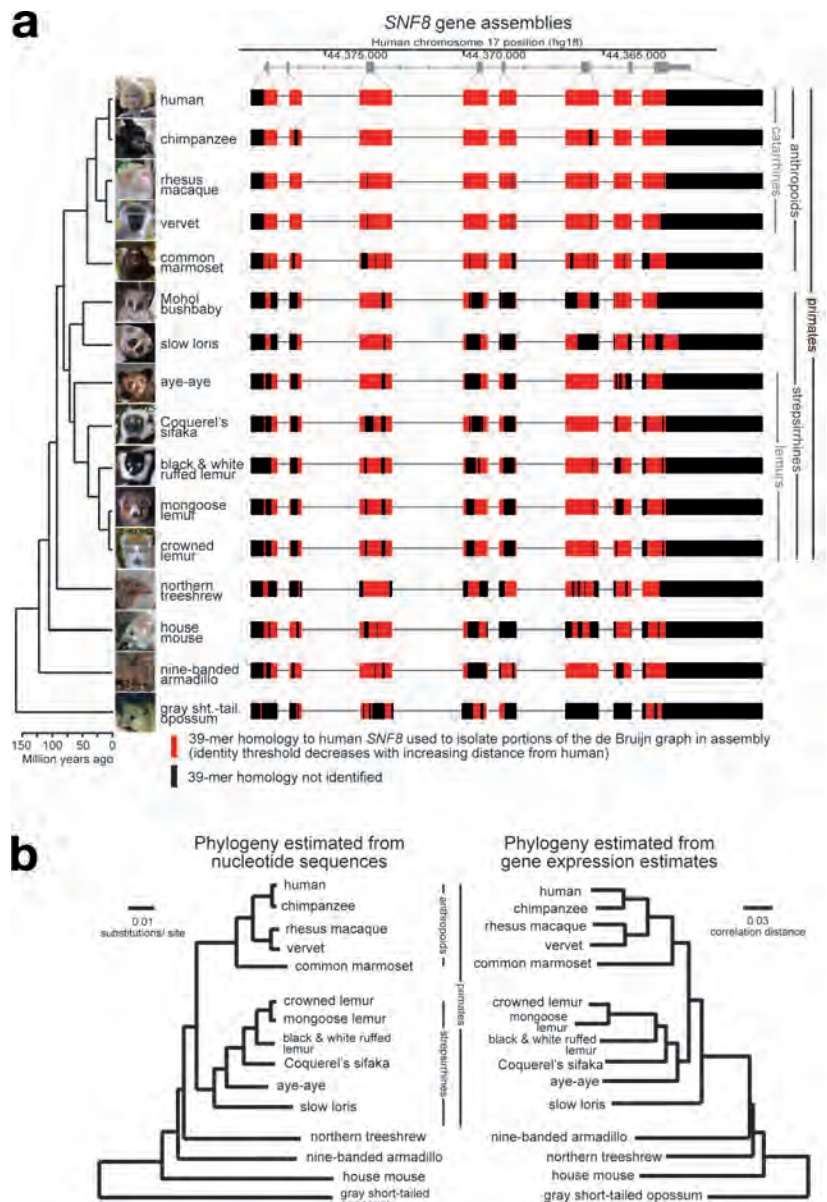 a
SNF8 gene assemblies
Human chromosome 17 position (hg18)
44,375,000 44,370,000 44,365,000
human
chimpanzee
rhesus
macaque
vervet
common
marmoset
Mohol
bushbaby
slow loris
aye-aye
Coquerel's
sifaka
black & white
ruffed lemur
mongoose
lemur
crowned
lemur
northern
treeshrew
house
mouse
nine-banded
armadillo
gray sht.-tail.
opossum
catarrhines
anthropoids
primates
strepsirrhines
lemurs
150 100 50 0
Million years ago
39-mer homology to human SNF8 used to isolate portions of the de Bruijn graph in assembly
(identity threshold decreases with increasing distance from human)
39-mer homology not identified
b
Phylogeny estimated from
nucleotide sequences
0.01
substitutions/ site
human
chimpanzee
rhesus macaque
vervet
common marmoset
crowned lemur
mongoose lemur
black & white ruffed
lemur
Coquerel's sifaka
aye-aye
slow loris
northern treeshrew
nine-banded armadillo
house mouse
gray short-tailed
anthropoids
primates
strepsirrhines
Phylogeny estimated from
gene expression estimates
0.03
correlation distance
human
chimpanzee
rhesus macaque
vervet
common marmoset
crowned lemur
mongoose
lemur
black & white ruffed
lemur
Coquerel's sifaka
aye-aye
slow loris
nine-banded armadillo
northern treeshrew
house mouse
gray short-tailed opossum